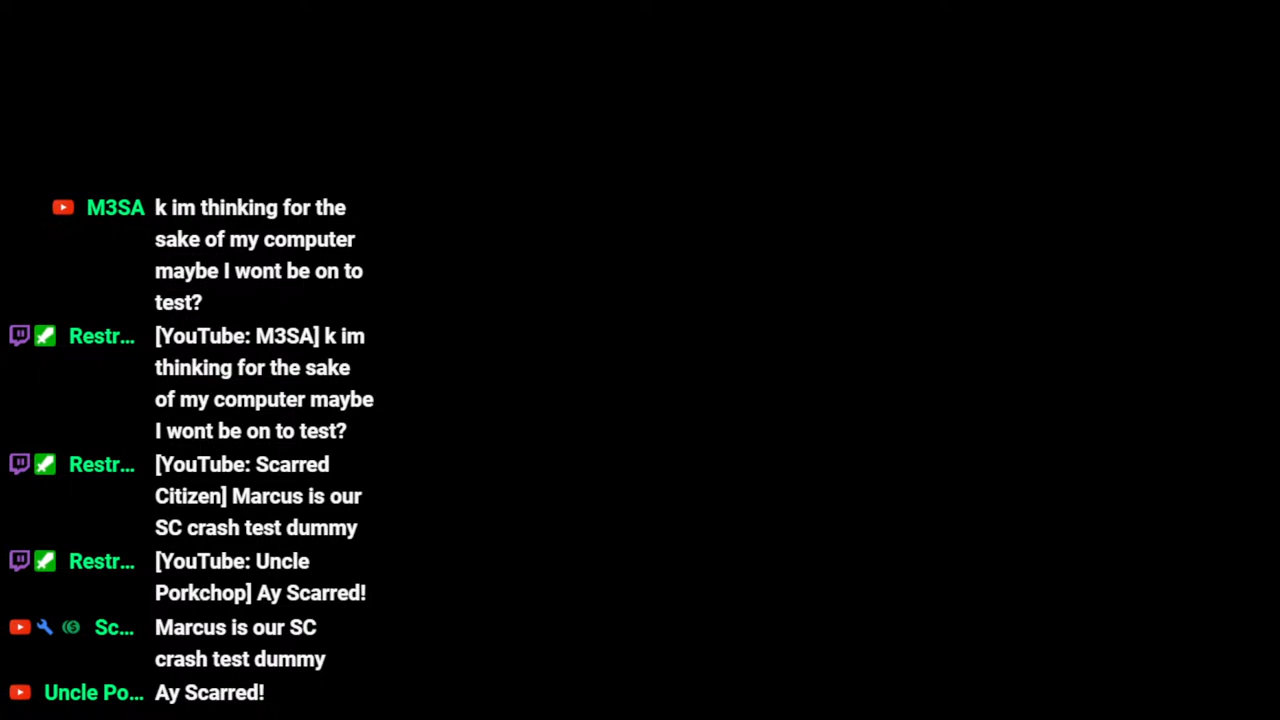 M3SA k im thinking for the
sake of my computer
maybe I wont be on to
test?
Restr... [YouTube: M3SA] k im
thinking for the sake
of my computer maybe
I wont be on to test?
Restr... [YouTube: Scarred
Citizen] Marcus is our
SC crash test dummy
Restr... [YouTube: Uncle
Porkchop] Ay Scarred!
Sc... Marcus is our SC
crash test dummy
Uncle Po... Ay Scarred!